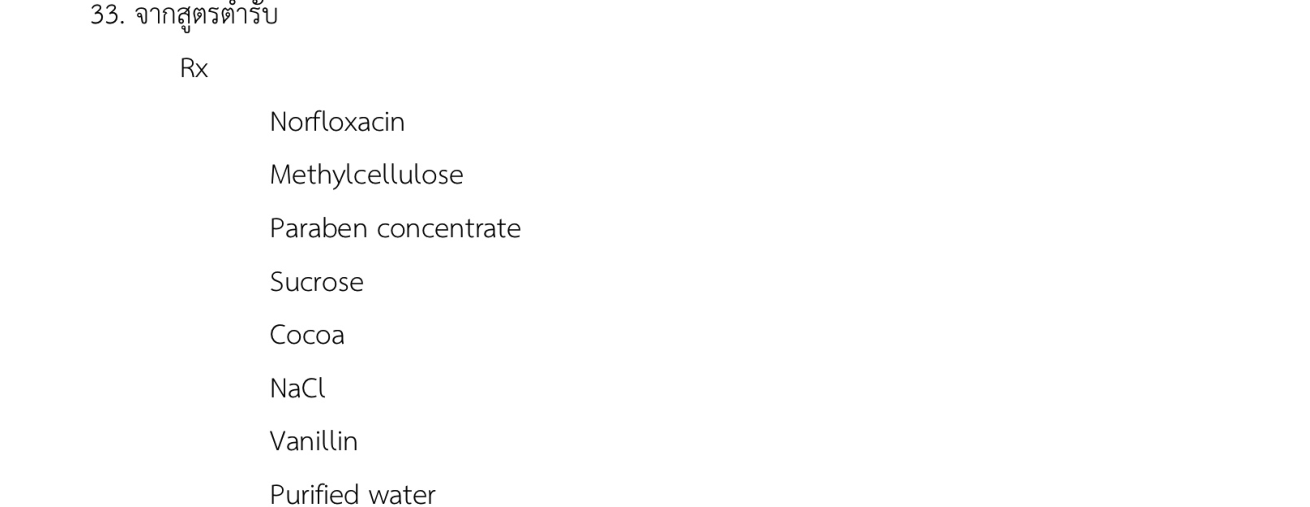 33. จากสูตรตำรับ
Rx
Norfloxacin
Methylcellulose
Paraben concentrate
Sucrose
Cocoa
NaCl
Vanillin
Purified water